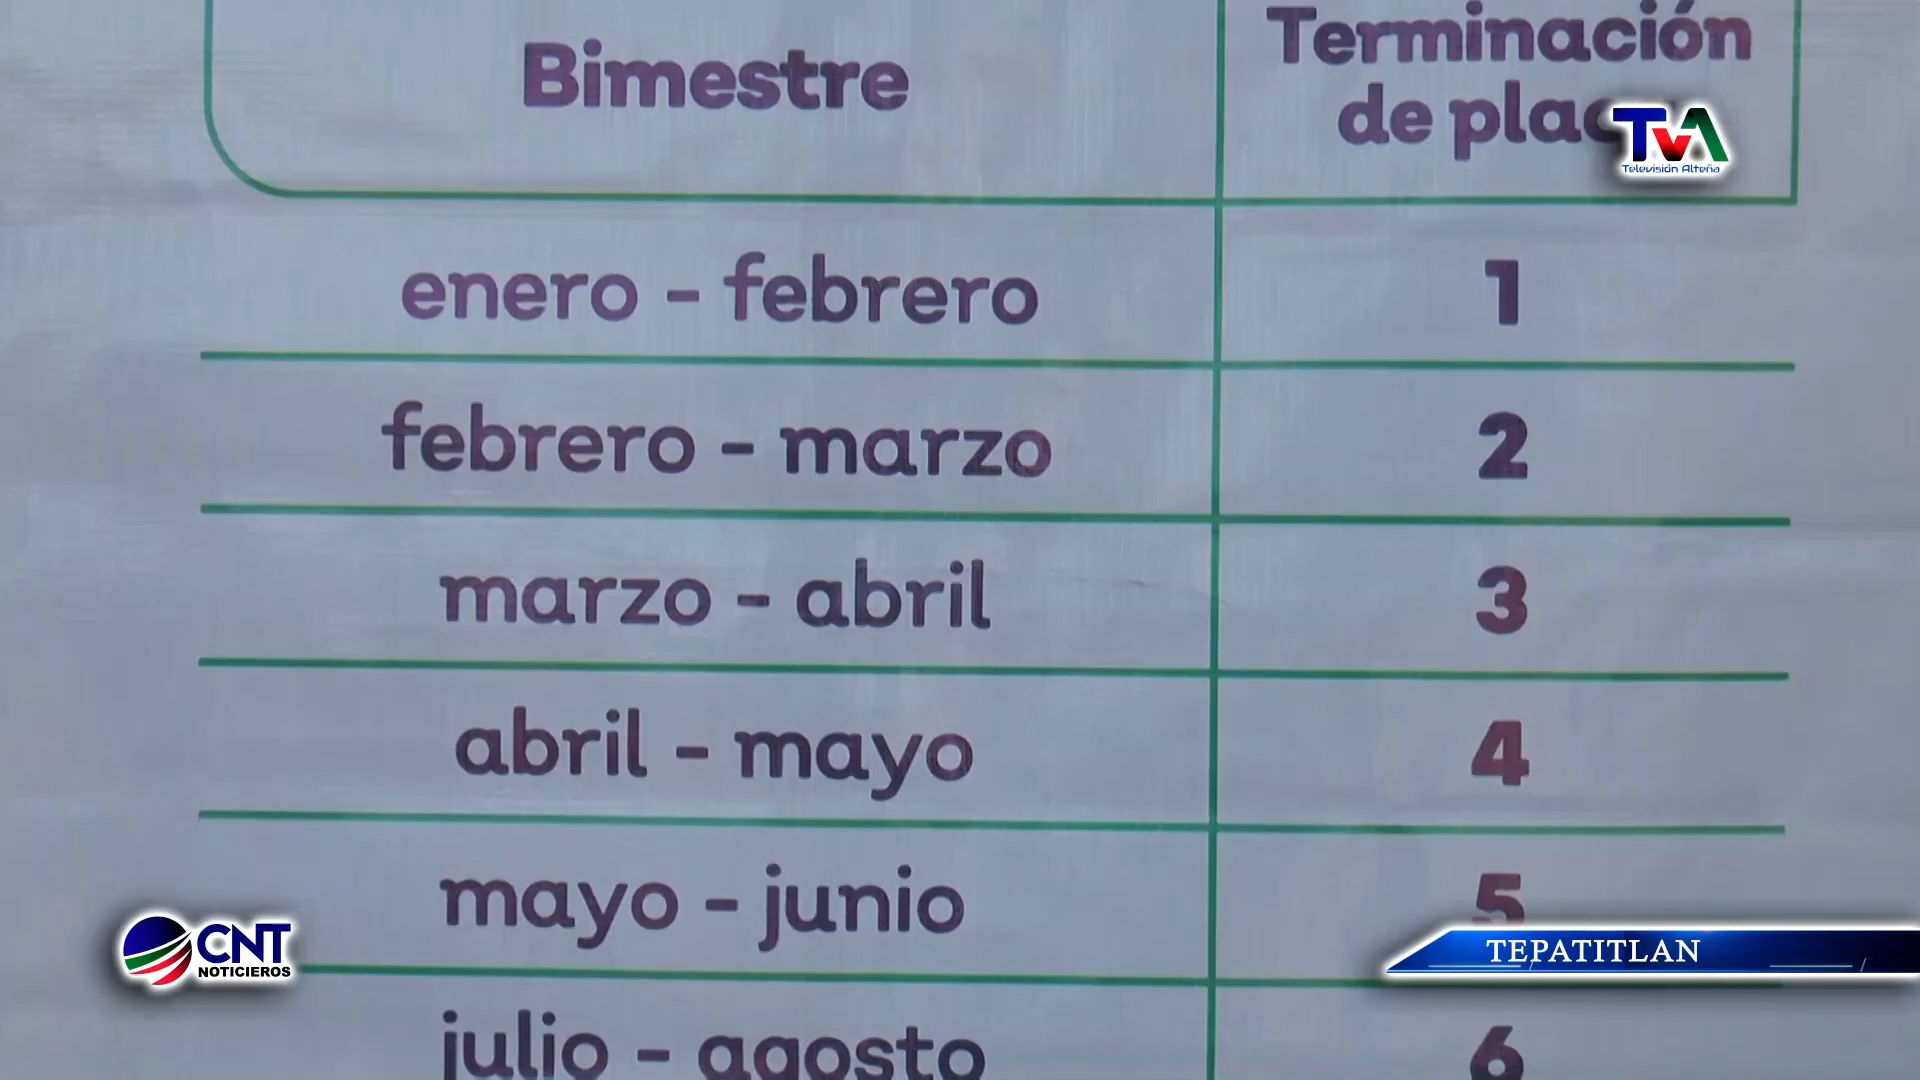 Bimestre
Terminación
de placa
TvA
Televisión Alteña
enero - febrero
1
febrero - marzo
2
marzo - abril
3
abril - mayo
4
mayo - junio
5
CNT
NOTICIEROS
TEPATITLAN
julio - agosto
6